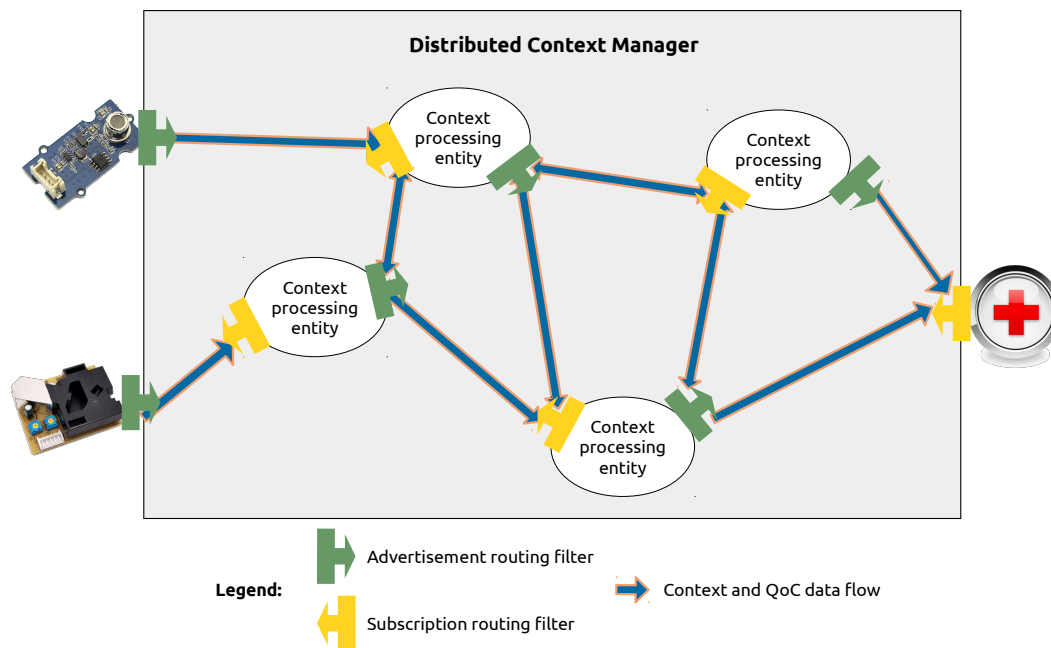 Distributed Context Manager
Context
processing
entity
Context
processing
entity
Context
processing
entity
Context
processing
entity
Legend:
Advertisement routing filter
Subscription routing filter
Context and QoC data flow